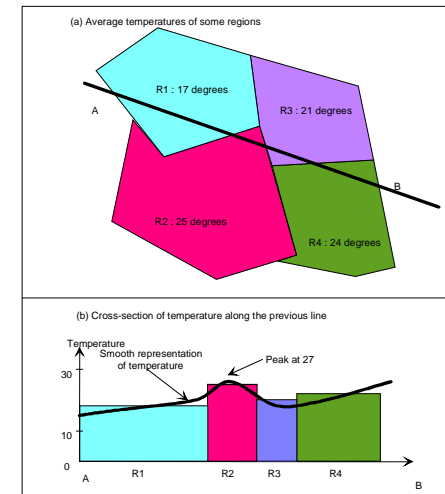 (a) Average temperatures of some regions
R1 : 17 degrees
R3 : 21 degrees
A
B
R2 : 25 degrees
R4 : 24 degrees
(b) Cross-section of temperature along the previous line
Temperature
Smooth representation
of temperature
Peak at 27
30
10
0
A
R1
R2
R3
R4
B